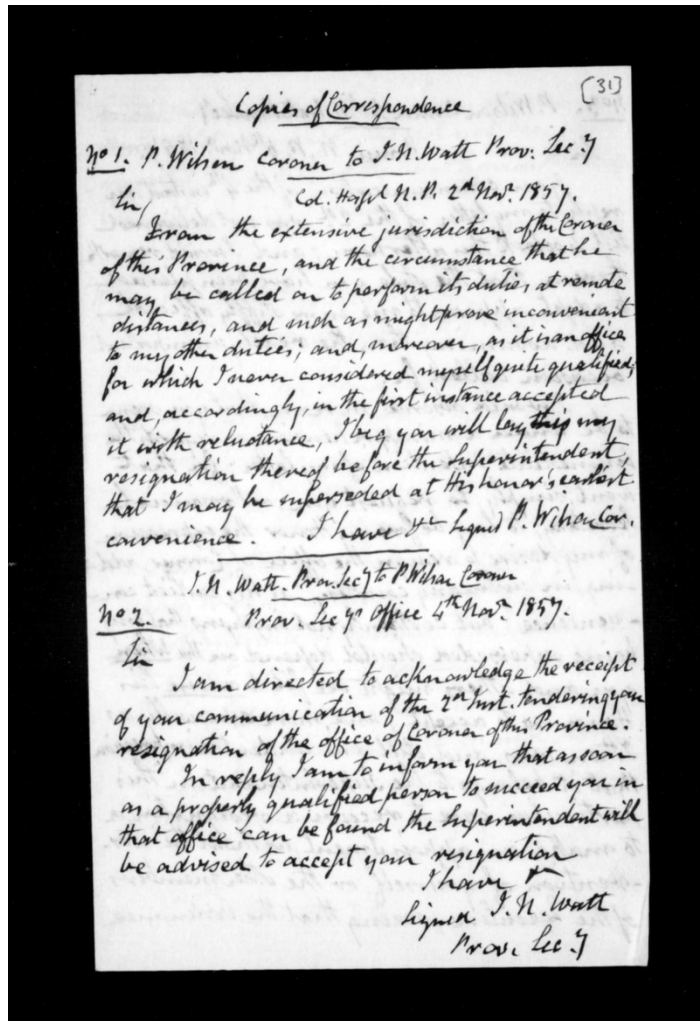 [31]
Copies of Correspondence
No 1. P. Wilson Coroner to I. N. Watt Prov. Sec.y
Col. Hospl N. P. 2nd Novr. 1857.
Sir,
From the extensive jurisdiction of the Coroner
of this Province, and the circumstance that he
may be called on to perform its duties at remote
distances, and such as might prove inconvenient
to my other duties; and, moreover, as it is an office
for which I never considered myself quite qualified;
and, accordingly, in the first instance accepted
it with reluctance, I beg you will lay this my
resignation thereof before the Superintendent,
that I may be superseded at His honor's earliest
convenience. I have &c Signed P. Wilson Cor.
I. N. Watt. Prov. Sec.y to P Wilson Coroner
No 2. Prov. Sec.ys Office 4th Novr. 1857.
Sir
I am directed to acknowledge the receipt
of your communication of the 2nd Inst. tendering your
resignation of the office of Coroner of this Province.
In reply I am to inform you that as soon
as a properly qualified person to succeed you in
that office can be found the Superintendent will
be advised to accept your resignation
I have &c
Signed I. N. Watt
Prov. Sec.y